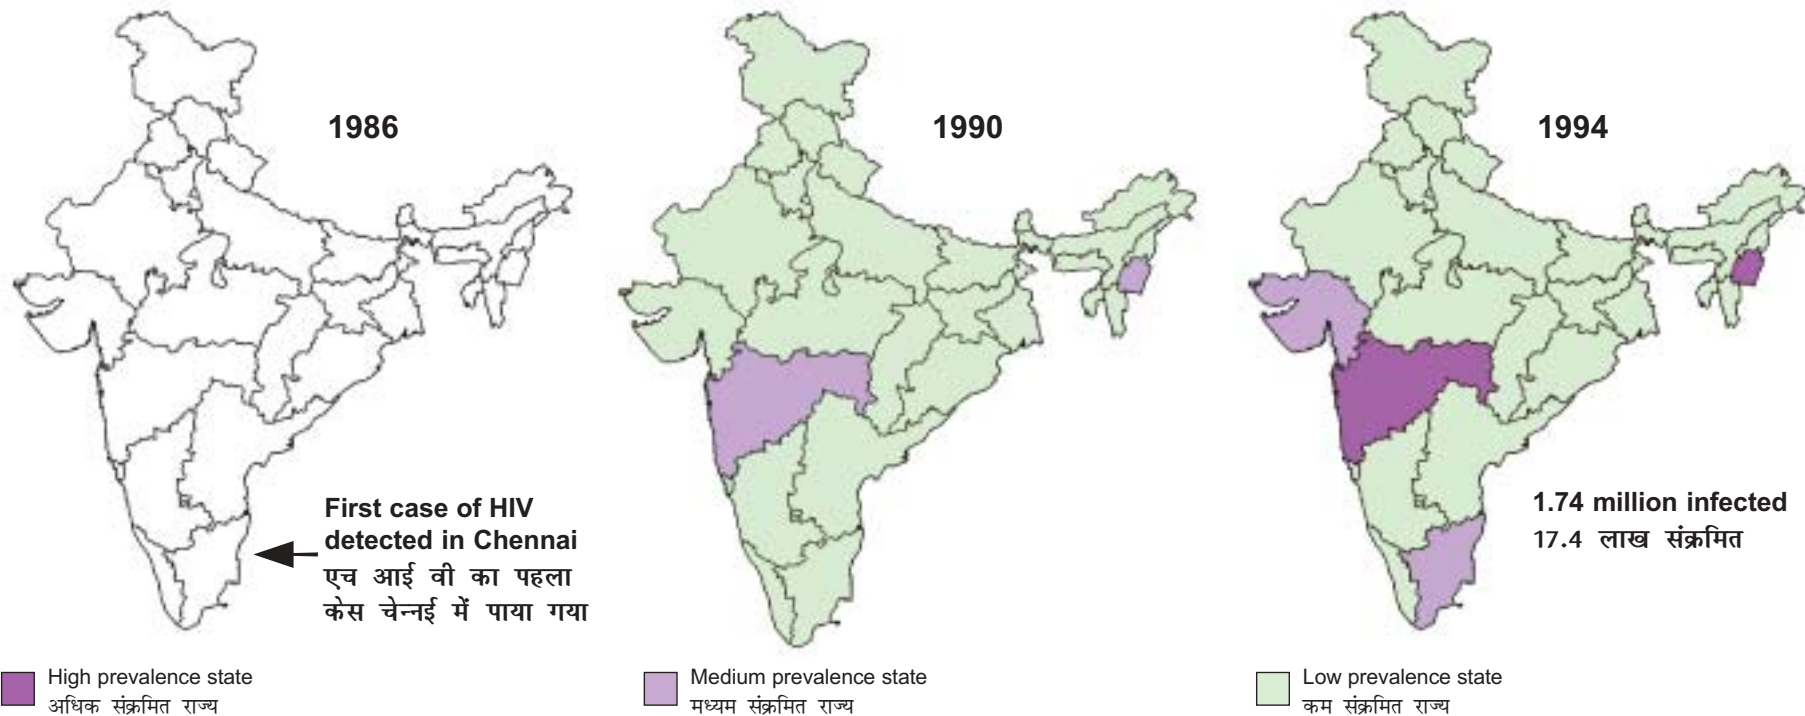 1986
1990
1994
First case of HIV
detected in Chennai
एच आई वी का पहला
केस चेन्नई में पाया गया
1.74 million infected
17.4 लाख संक्रमित
High prevalence state
अधिक संक्रमित राज्य
Medium prevalence state
मध्यम संक्रमित राज्य
Low prevalence state
कम संक्रमित राज्य